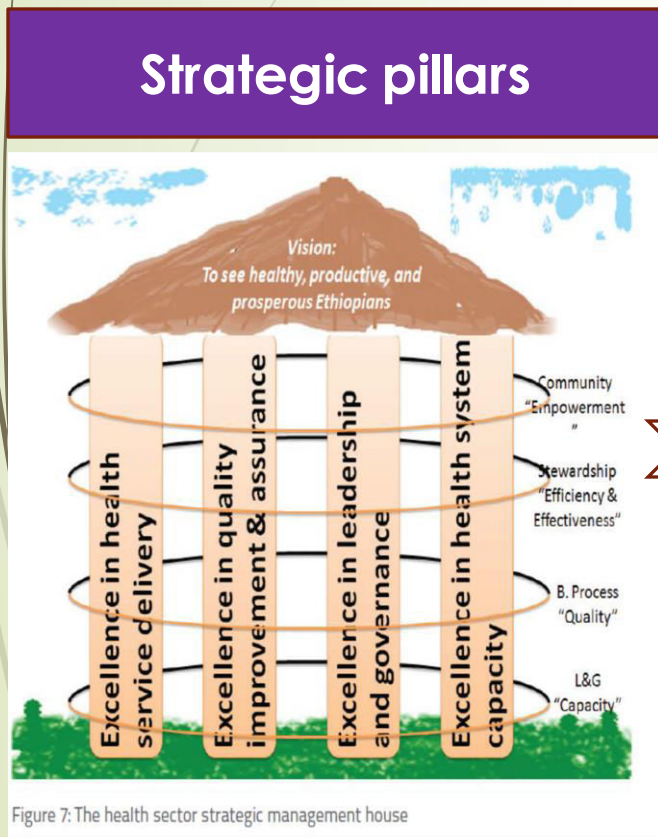 Strategic pillars
Vision:
To see healthy, productive, and
prosperous Ethiopians
Excellence in health
service delivery
Excellence in quality
improvement & assurance
Excellence in leadership
and governance
Excellence in health system
capacity
Community
"Empowerment
"
Stewardship
"Efficiency &
Effectiveness"
B. Process
"Quality"
L&G
"Capacity"
Figure 7: The health sector strategic management house